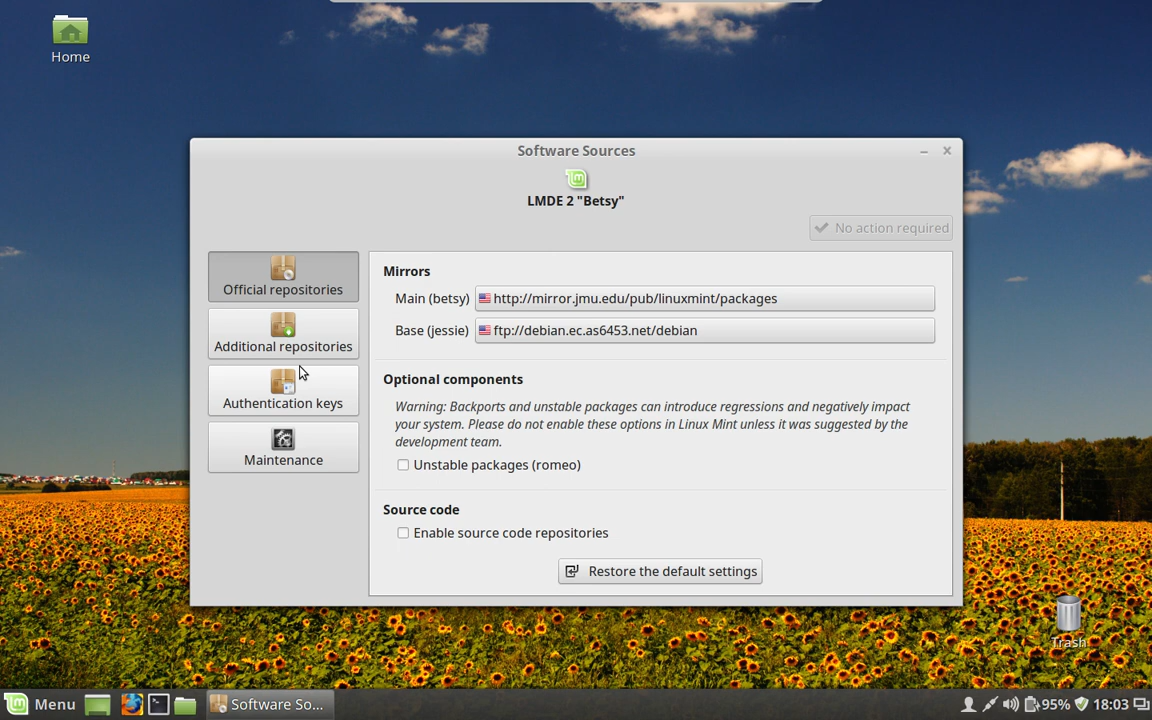 Home
Software Sources
LMDE 2 "Betsy"
No action required
Official repositories
Additional repositories
Authentication keys
Maintenance
Mirrors
Main (betsy) http://mirror.jmu.edu/pub/linuxmint/packages
Base (jessie) ftp://debian.ec.as6453.net/debian
Optional components
Warning: Backports and unstable packages can introduce regressions and negatively impact
your system. Please do not enable these options in Linux Mint unless it was suggested by the
development team.
Unstable packages (romeo)
Source code
Enable source code repositories
Restore the default settings
Trash
Menu Software So... 95% 18:03